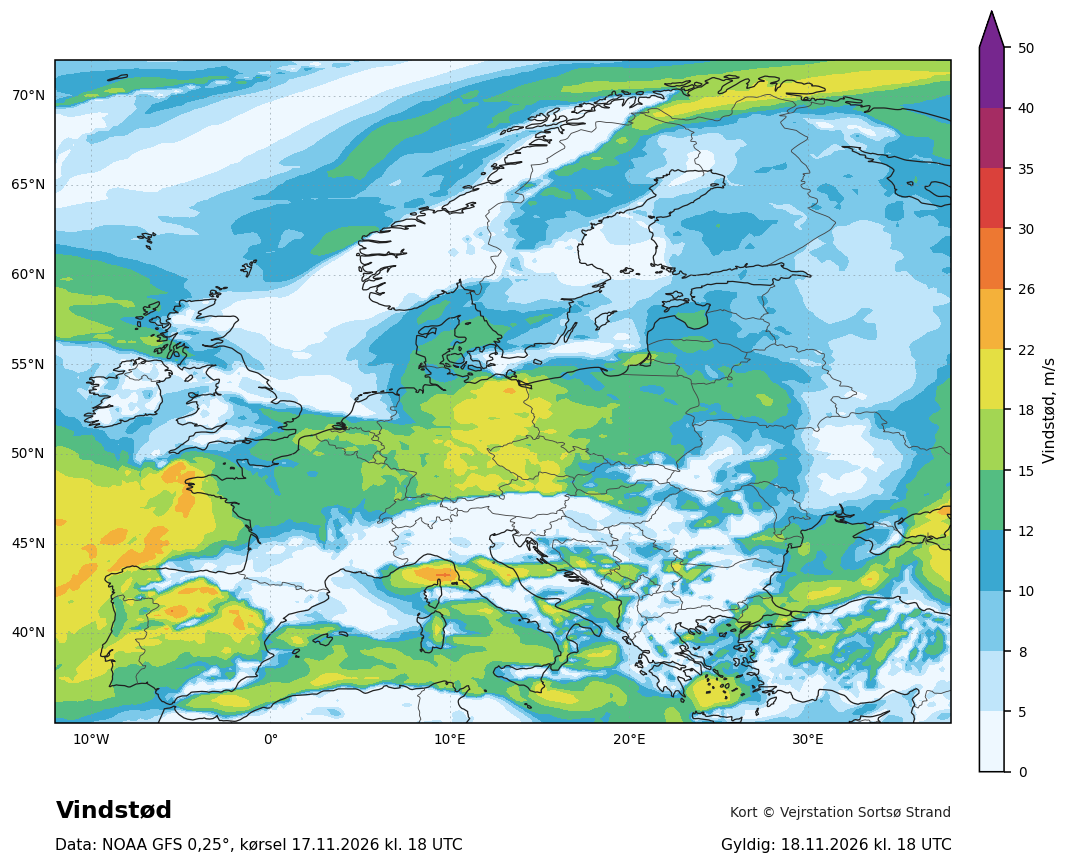 70°N
65°N
60°N
55°N
50°N
45°N
40°N
10°W
0°
10°E
20°E
30°E
50
40
35
30
26
22
18
15
12
10
8
5
0
Vindstød, m/s
Vindstød
Kort © Vejrstation Sortsø Strand
Data: NOAA GFS 0,25°, kørsel 17.11.2026 kl. 18 UTC
Gyldig: 18.11.2026 kl. 18 UTC